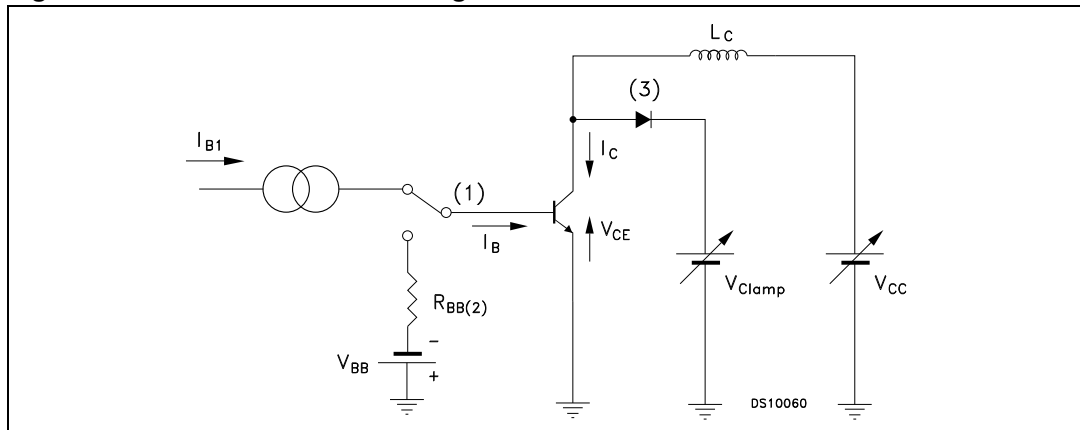 L_C
(3)
I_B1
I_C
(1)
I_B
V_CE
V_Clamp
V_CC
R_BB(2)
V_BB
-
+
DS10060